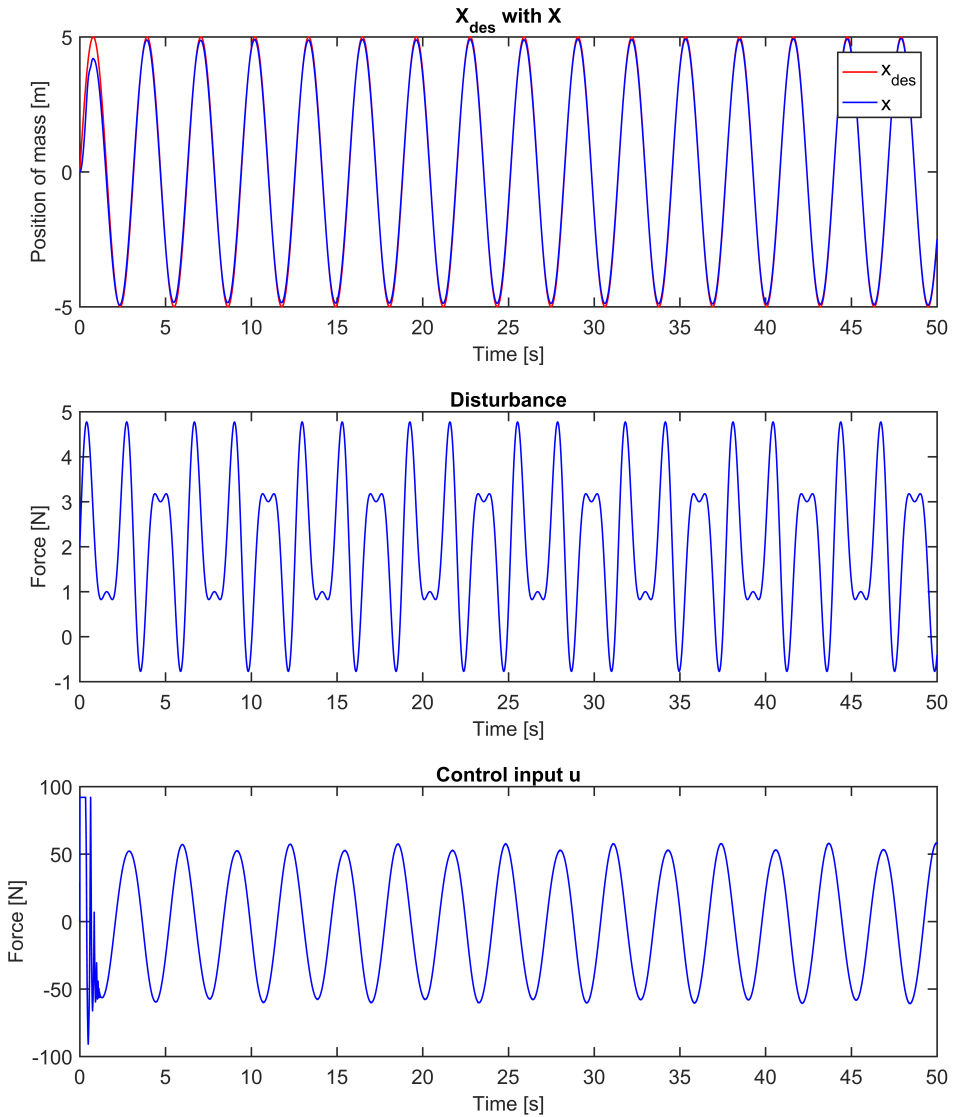 X_des with X
Position of mass [m]
5
0
-5
x_des
x
0 5 10 15 20 25 30 35 40 45 50
Time [s]
Disturbance
Force [N]
5
4
3
2
1
0
-1
0 5 10 15 20 25 30 35 40 45 50
Time [s]
Control input u
Force [N]
100
50
0
-50
-100
0 5 10 15 20 25 30 35 40 45 50
Time [s]